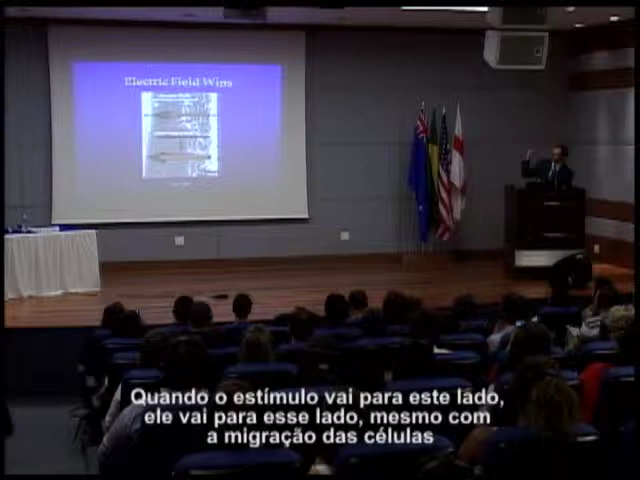 Electric Field Wins
Quando o estímulo vai para este lado,
ele vai para esse lado, mesmo com
a migração das células